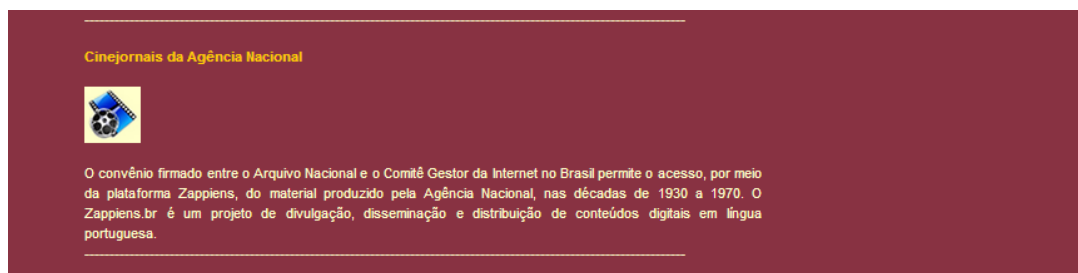 Cinejornais da Agência Nacional
O convênio firmado entre o Arquivo Nacional e o Comitê Gestor da Internet no Brasil permite o acesso, por meio
da plataforma Zappiens, do material produzido pela Agência Nacional, nas décadas de 1930 a 1970. O
Zappiens.br é um projeto de divulgação, disseminação e distribuição de conteúdos digitais em língua
portuguesa.